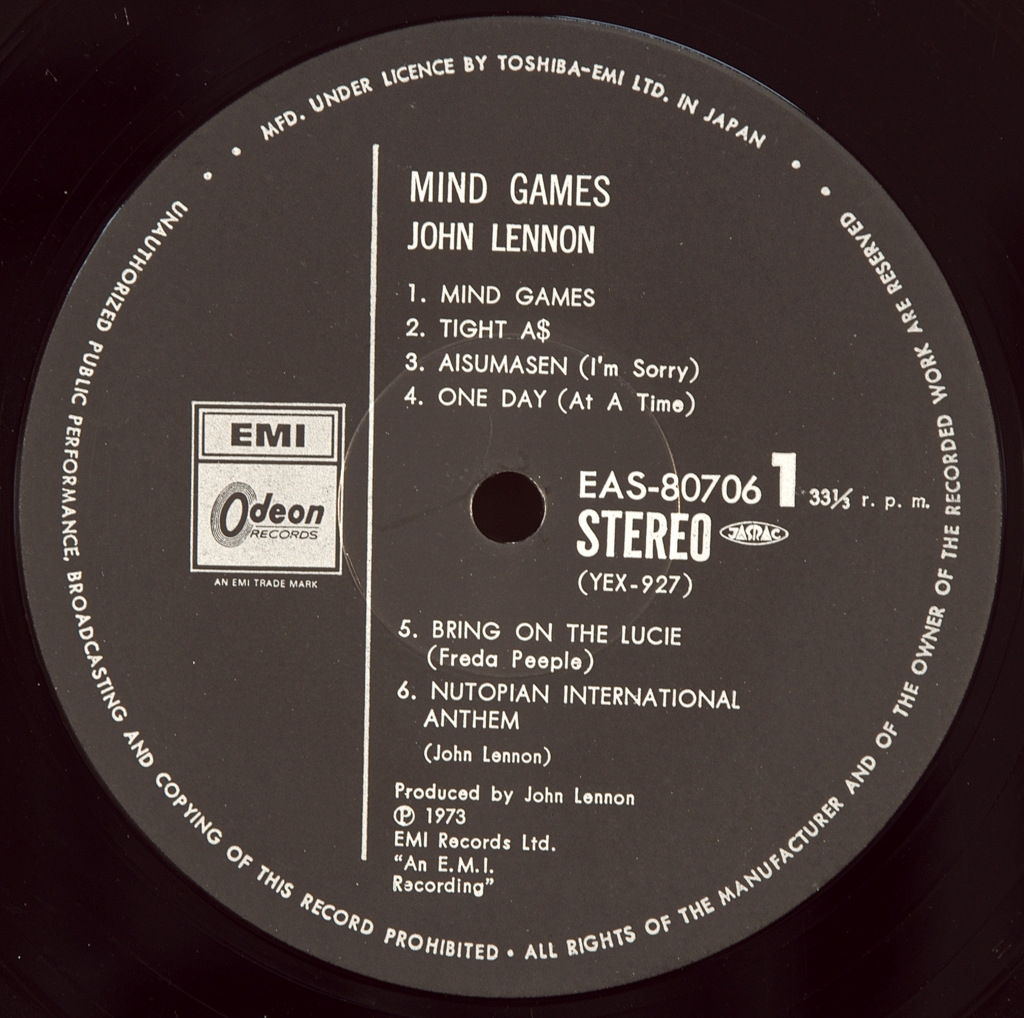 MFD. UNDER LICENCE BY TOSHIBA-EMI LTD. IN JAPAN
MIND GAMES
JOHN LENNON
1. MIND GAMES
2. TIGHT A$
3. AISUMASEN (I'm Sorry)
4. ONE DAY (At A Time)
EMI
Odeon
RECORDS
AN EMI TRADE MARK
EAS-80706 1 33⅓ r. p. m.
STEREO JASRAC
(YEX-927)
5. BRING ON THE LUCIE
(Freda Peeple)
6. NUTOPIAN INTERNATIONAL
ANTHEM
(John Lennon)
Produced by John Lennon
Ⓟ 1973
EMI Records Ltd.
“An E.M.I.
Recording”
UNAUTHORIZED PUBLIC PERFORMANCE, BROADCASTING AND COPYING OF THIS RECORD PROHIBITED • ALL RIGHTS OF THE MANUFACTURER AND OF THE OWNER OF THE RECORDED WORK ARE RESERVED